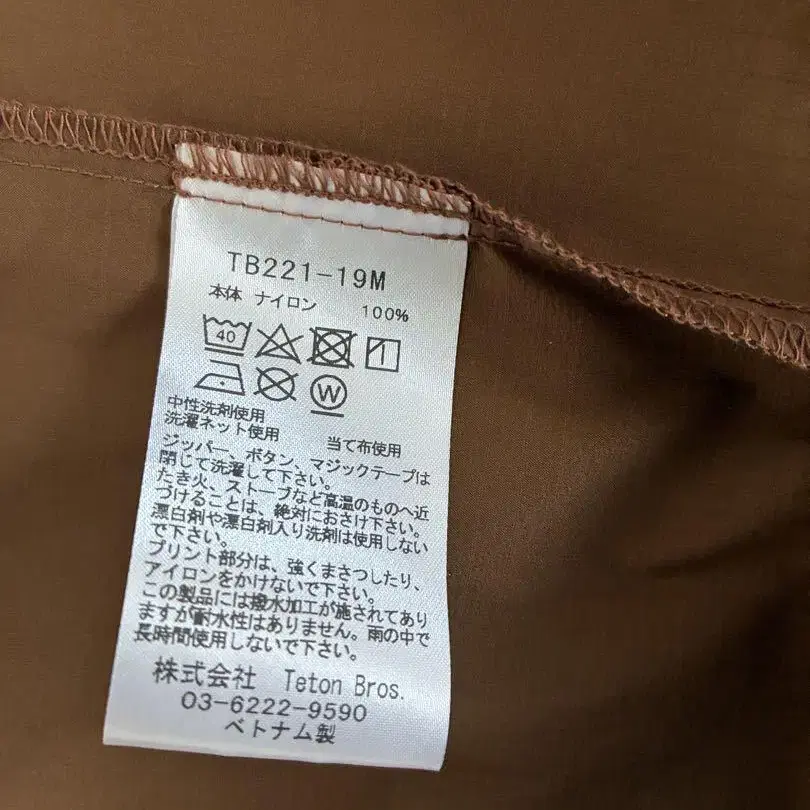 TB221-19M
本体 ナイロン 100%
40
W
中性洗剤使用
洗濯ネット使用 当て布使用
ジッパー、ボタン、マジックテープは
閉じて洗濯して下さい。
たき火、ストーブなど高温のものへ近
づけることは、絶対におさけ下さい。
漂白剤や漂白剤入り洗剤は使用しない
で下さい。
プリント部分は、強くまさつしたり、
アイロンをかけないで下さい。
この製品には撥水加工が施されており
ますが耐水性はありません。雨の中で
長時間使用しないで下さい。
株式会社 Teton Bros.
03-6222-9590
ベトナム製